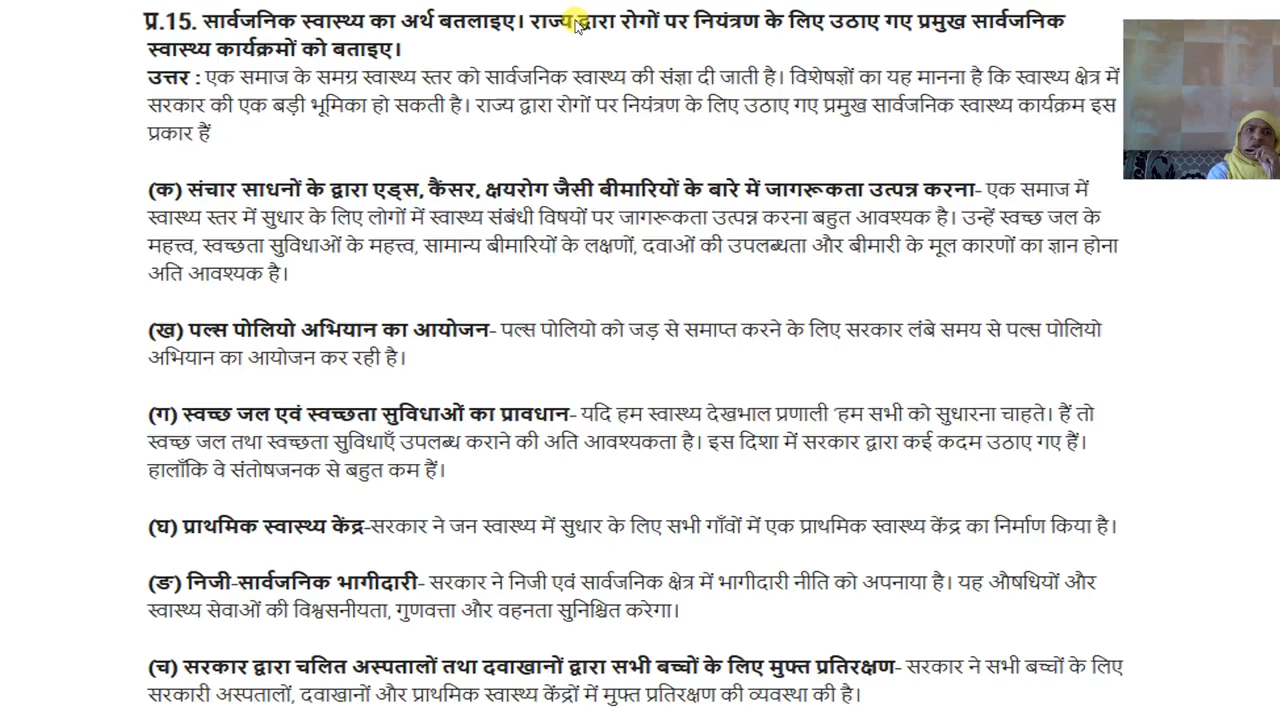 प्र.15. सार्वजनिक स्वास्थ्य का अर्थ बतलाइए। राज्य द्वारा रोगों पर नियंत्रण के लिए उठाए गए प्रमुख सार्वजनिक
स्वास्थ्य कार्यक्रमों को बताइए।
उत्तर : एक समाज के समग्र स्वास्थ्य स्तर को सार्वजनिक स्वास्थ्य की संज्ञा दी जाती है। विशेषज्ञों का यह मानना है कि स्वास्थ्य क्षेत्र में
सरकार की एक बड़ी भूमिका हो सकती है। राज्य द्वारा रोगों पर नियंत्रण के लिए उठाए गए प्रमुख सार्वजनिक स्वास्थ्य कार्यक्रम इस
प्रकार हैं
(क) संचार साधनों के द्वारा एड्स, कैंसर, क्षयरोग जैसी बीमारियों के बारे में जागरूकता उत्पन्न करना- एक समाज में
स्वास्थ्य स्तर में सुधार के लिए लोगों में स्वास्थ्य संबंधी विषयों पर जागरूकता उत्पन्न करना बहुत आवश्यक है। उन्हें स्वच्छ जल के
महत्त्व, स्वच्छता सुविधाओं के महत्त्व, सामान्य बीमारियों के लक्षणों, दवाओं की उपलब्धता और बीमारी के मूल कारणों का ज्ञान होना
अति आवश्यक है।
(ख) पल्स पोलियो अभियान का आयोजन- पल्स पोलियो को जड़ से समाप्त करने के लिए सरकार लंबे समय से पल्स पोलियो
अभियान का आयोजन कर रही है।
(ग) स्वच्छ जल एवं स्वच्छता सुविधाओं का प्रावधान- यदि हम स्वास्थ्य देखभाल प्रणाली 'हम सभी को सुधारना चाहते। हैं तो
स्वच्छ जल तथा स्वच्छता सुविधाएँ उपलब्ध कराने की अति आवश्यकता है। इस दिशा में सरकार द्वारा कई कदम उठाए गए हैं।
हालाँकि वे संतोषजनक से बहुत कम हैं।
(घ) प्राथमिक स्वास्थ्य केंद्र-सरकार ने जन स्वास्थ्य में सुधार के लिए सभी गाँवों में एक प्राथमिक स्वास्थ्य केंद्र का निर्माण किया है।
(ङ) निजी-सार्वजनिक भागीदारी- सरकार ने निजी एवं सार्वजनिक क्षेत्र में भागीदारी नीति को अपनाया है। यह औषधियों और
स्वास्थ्य सेवाओं की विश्वसनीयता, गुणवत्ता और वहनता सुनिश्चित करेगा।
(च) सरकार द्वारा चलित अस्पतालों तथा दवाखानों द्वारा सभी बच्चों के लिए मुफ्त प्रतिरक्षण- सरकार ने सभी बच्चों के लिए
सरकारी अस्पतालों, दवाखानों और प्राथमिक स्वास्थ्य केंद्रों में मुफ्त प्रतिरक्षण की व्यवस्था की है।